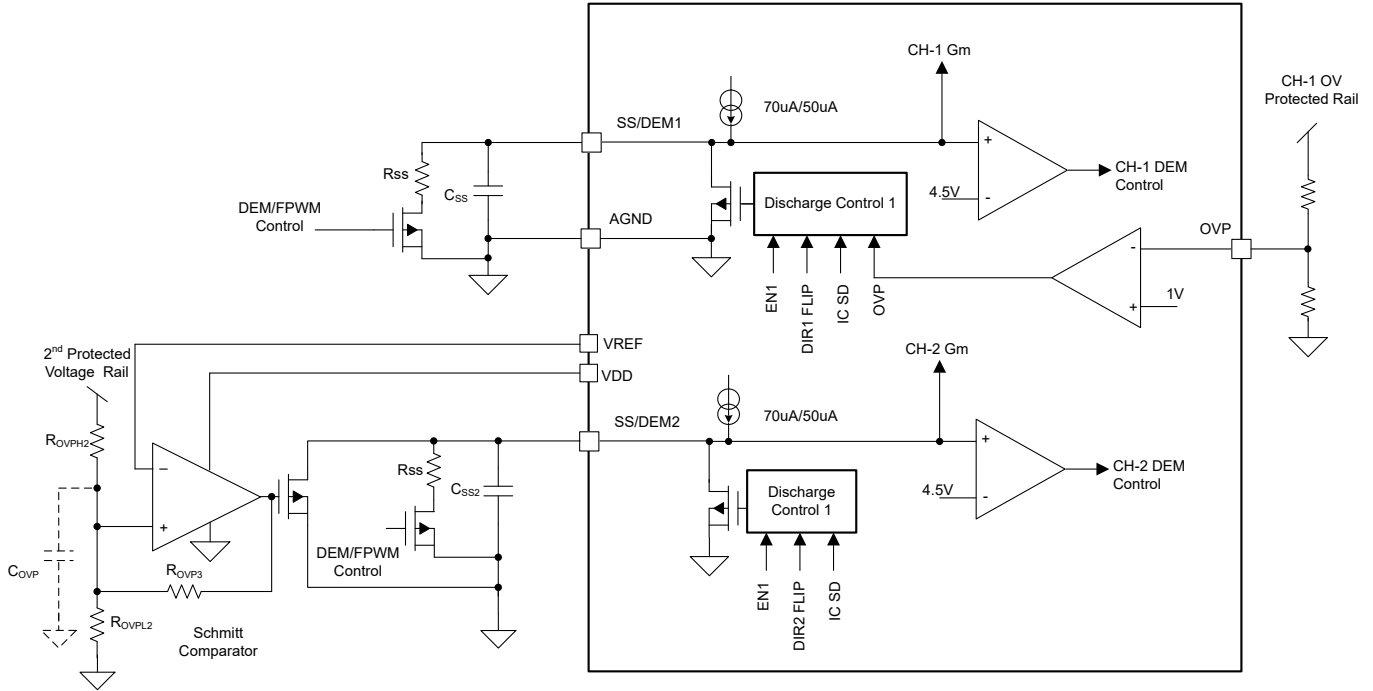 CH-1 Gm
70uA/50uA
CH-1 OV
Protected Rail
SS/DEM1
+
4.5V
-
CH-1 DEM
Control
Rss
CSS
DEM/FPWM
Control
Discharge Control 1
AGND
OVP
EN1
DIR1 FLIP
IC SD
OVP
-
+
1V
VREF
VDD
2nd Protected
Voltage Rail
CH-2 Gm
70uA/50uA
SS/DEM2
+
4.5V
-
CH-2 DEM
Control
ROVPH2
−
+
Rss
CSS2
DEM/FPWM
Control
Discharge
Control 1
EN1
DIR2 FLIP
IC SD
COVP
ROVP3
ROVPL2
Schmitt
Comparator